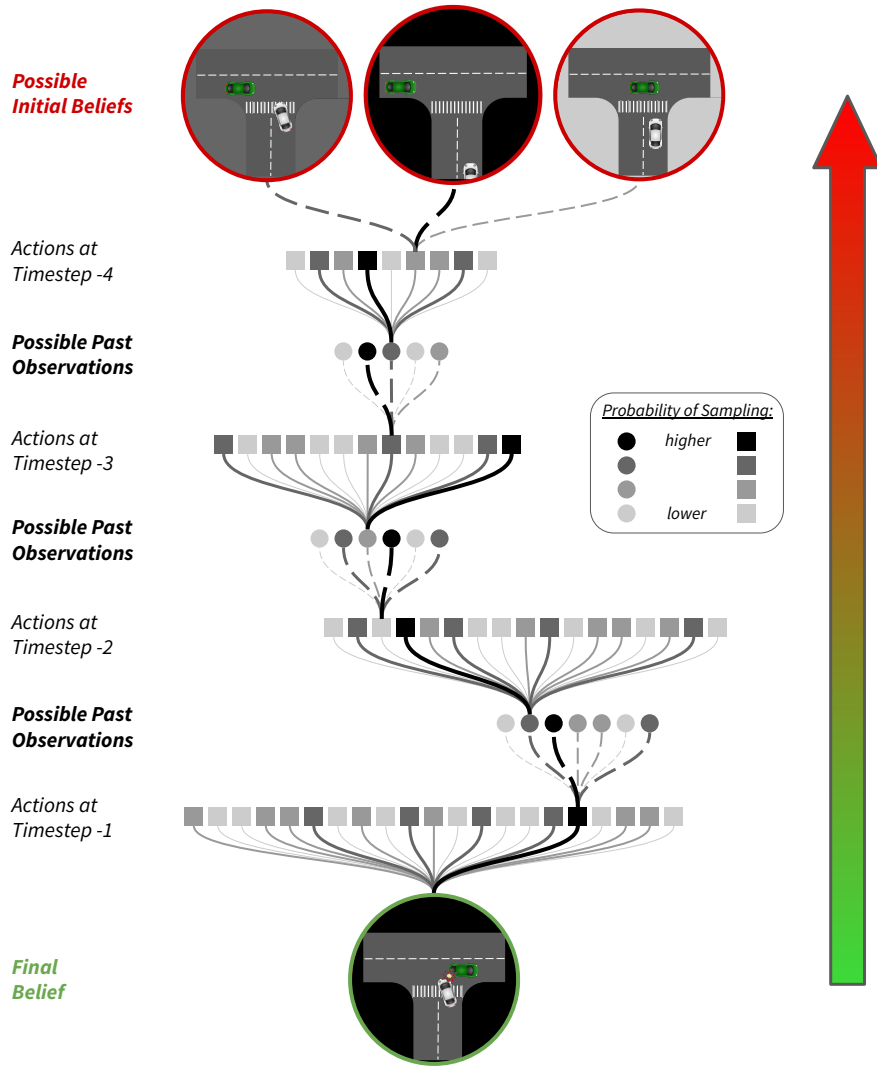 Possible
Initial Beliefs
Actions at
Timestep -4
Possible Past
Observations
Actions at
Timestep -3
Probability of Sampling:
higher
lower
Possible Past
Observations
Actions at
Timestep -2
Possible Past
Observations
Actions at
Timestep -1
Final
Belief